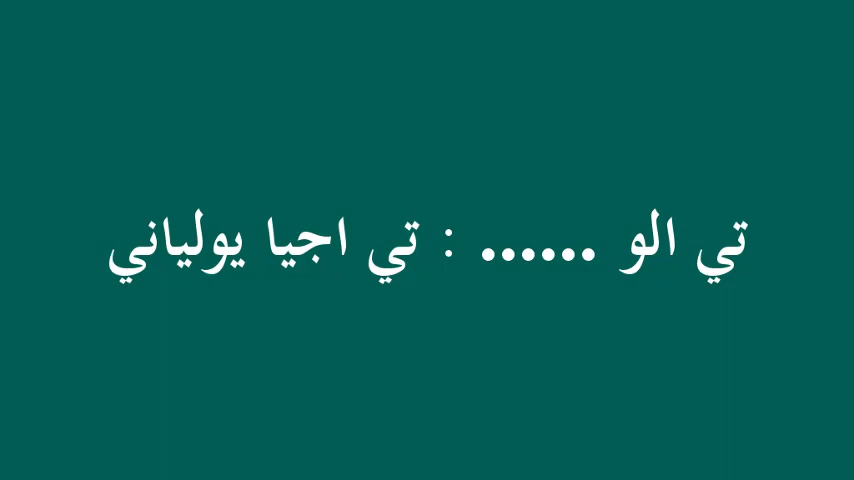 تي الو ...... : تي اجيا يولياني